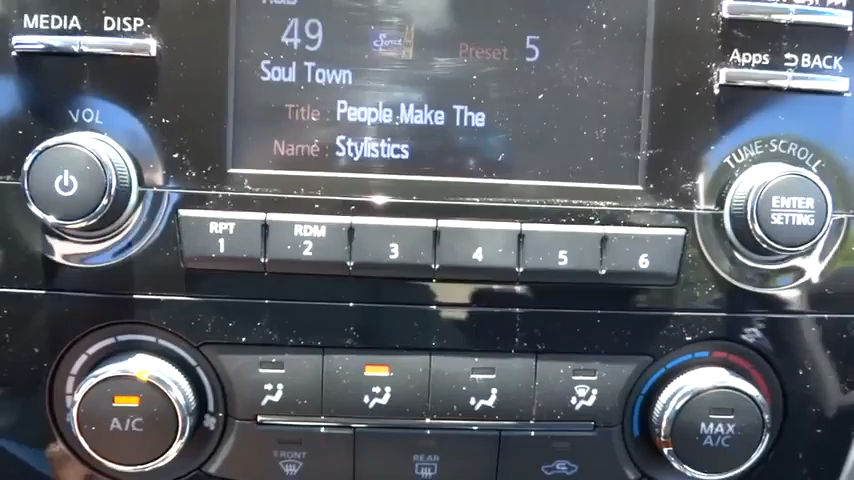 MEDIA DISP
49
Soul
Preset 5
Soul Town
Title : People Make The
Name : Stylistics
VOL
Apps BACK
TUNE·SCROLL
ENTER
SETTING
RPT
1
RDM
2
3
4
5
6
A/C
MAX
A/C
FRONT
REAR